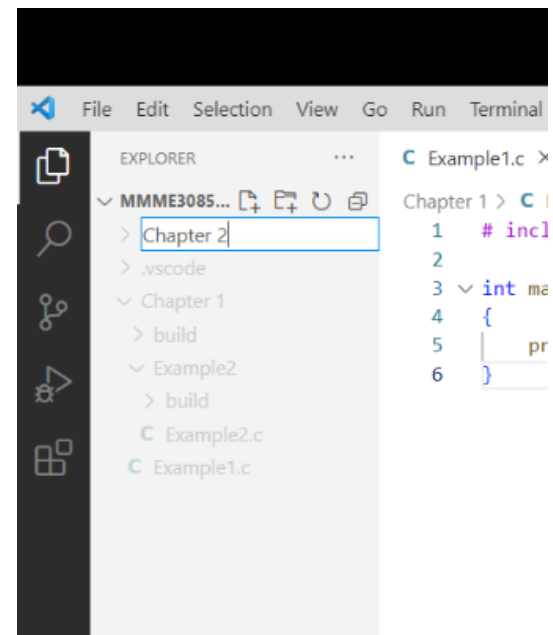 File Edit Selection View Go Run Terminal
EXPLORER ...
C Example1.c
MMME3085...
Chapter 1 > C
Chapter 2
.vscode
Chapter 1
build
Example2
build
C Example2.c
C Example1.c
1 # incl
2
3 int ma
4 {
5 pr
6 }